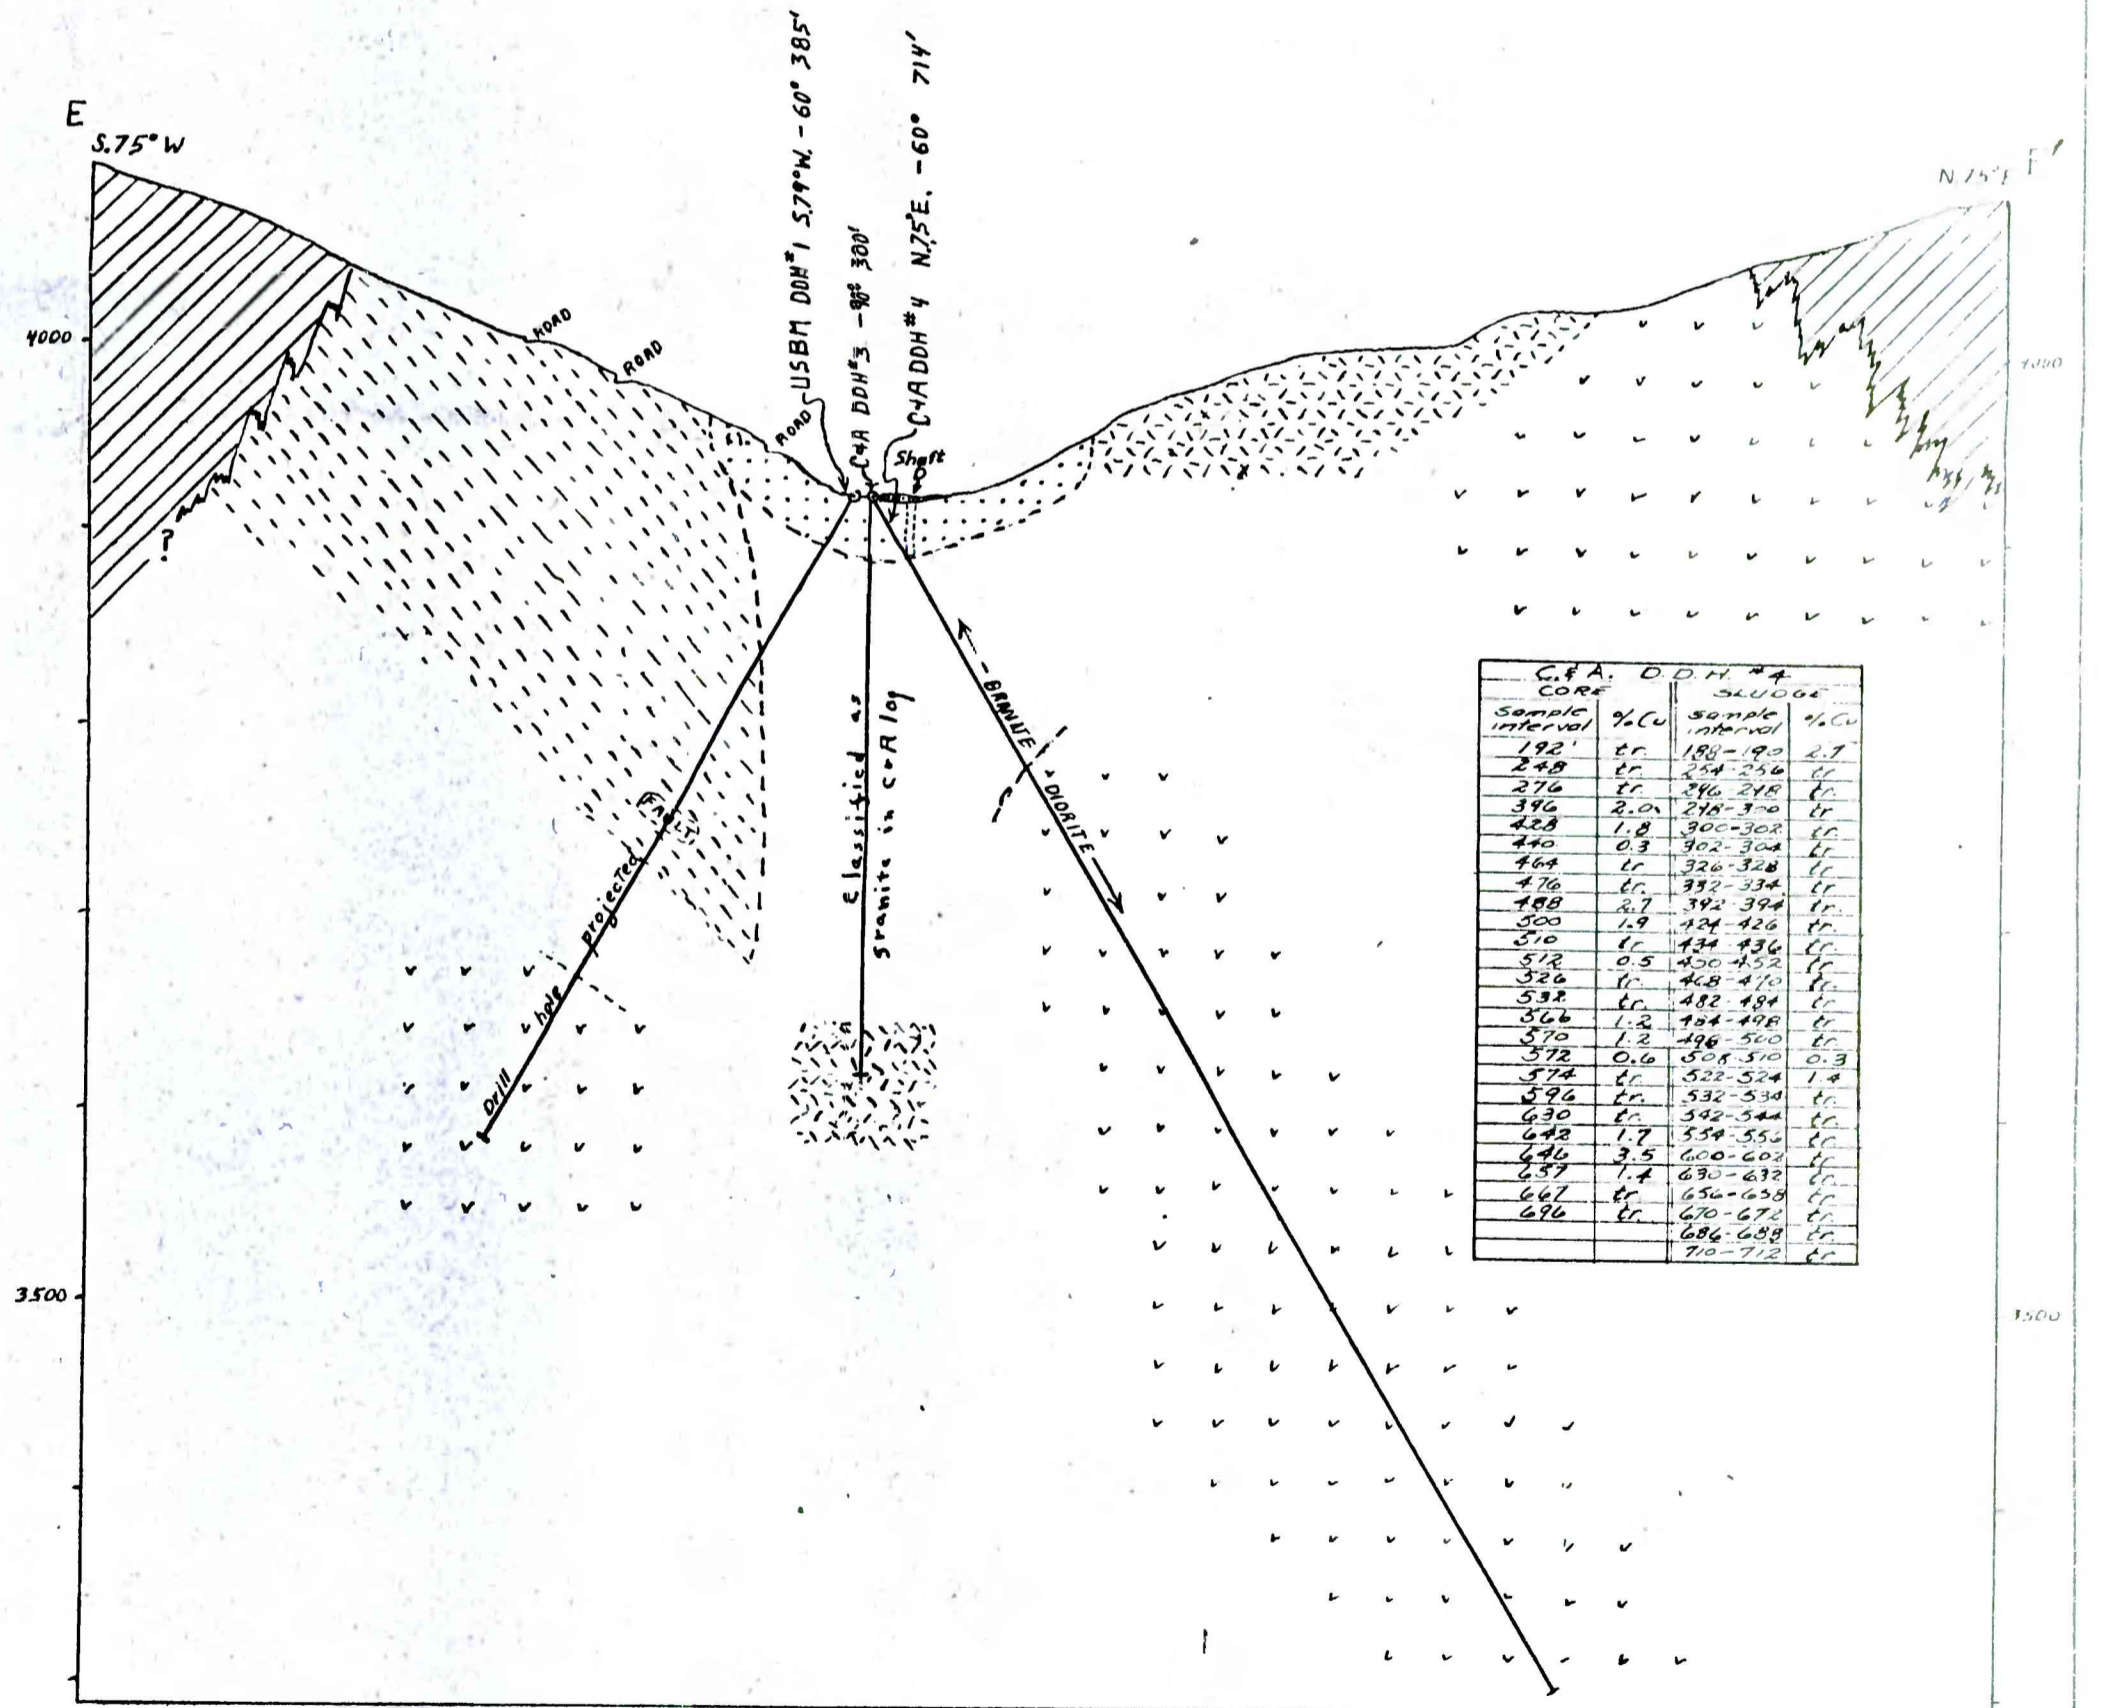 E
S.75°W
USBM DDH#1 S.79°W. -60° 385'
C&A DDH#3 -90° 300'
C&A DDH#4 N.75°E. -60° 714'
N.75°E
4000
ROAD
ROAD
ROAD
Shaft
4000
?
GRANITE
DIORITE
?
classified as
granite in C&A log
Drill hole projected
3500
3500
C.& A. D.D.H. #4
CORE SLUDGE
sample interval %Cu sample interval %Cu
192' tr. 188-190 2.7
248 tr. 254-256 tr
276 tr. tr.
396 2.0 tr
428 1.8 300-302 tr.
440 0.3 302-304 tr
464 tr 326-328 tr
476 tr. 332-334 tr
488 2.7 392-394 tr.
500 1.9 424-426 tr.
510 tr 434-436 tr.
512 0.5 tr
526 tr. 468-470 tr.
532 tr. 482-484 tr
566 1.2 tr
570 1.2 498-500 tr
572 0.6 508-510 0.3
574 tr. 522-524 1.4
596 tr. 532-534 tr.
630 tr. 542-544 tr.
642 1.7 554-556 tr.
646 3.5 600-602 tr
657 1.4 630-632 tr.
667 tr. 656-658 tr
696 tr. 670-672 tr.
686-688 tr.
710-712 tr